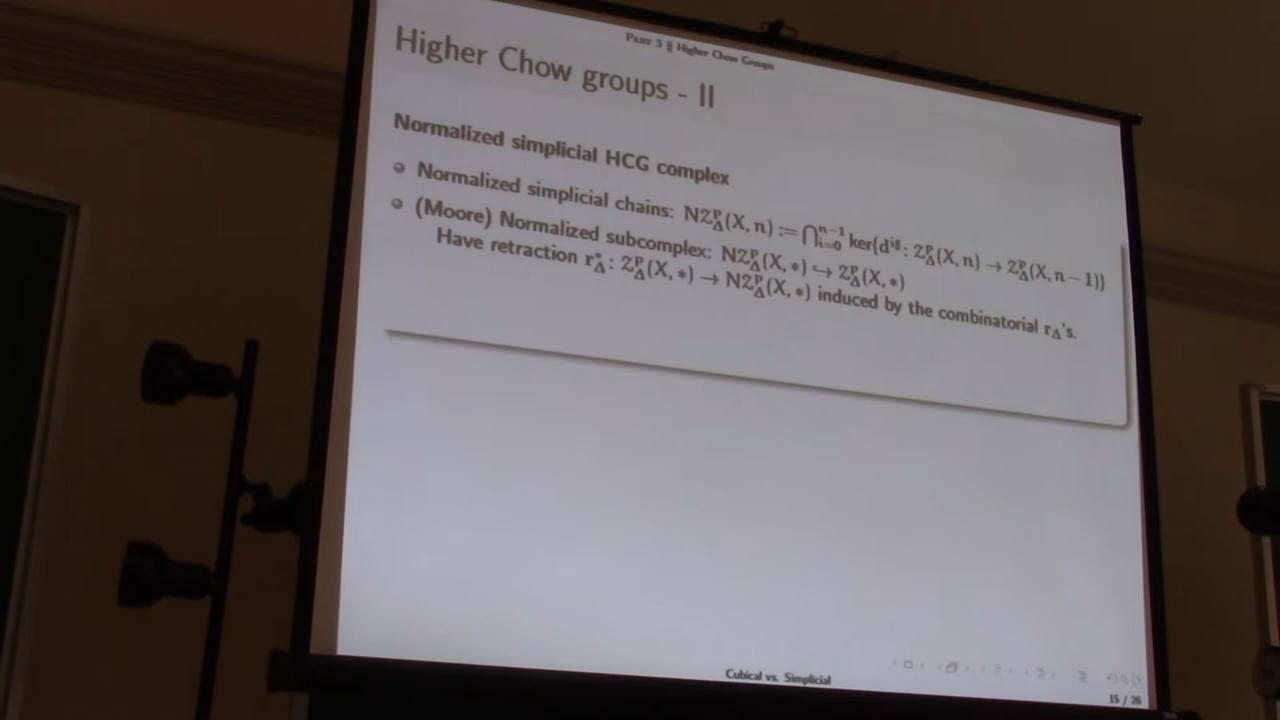 PART 3 || Higher Chow Groups
Higher Chow groups - II
Normalized simplicial HCG complex
Normalized simplicial chains: NZ^p_Δ(X, n) := ⋂^{n−1}_{i=0} ker{d^{i*} : Z^p_Δ(X, n) → Z^p_Δ(X, n−1)}
(Moore) Normalized subcomplex: NZ^p_Δ(X, *) ↪ Z^p_Δ(X, *)
Have retraction r^*_Δ : Z^p_Δ(X, *) → NZ^p_Δ(X, *) induced by the combinatorial r_Δ's.
Cubical vs. Simplicial
15 / 26